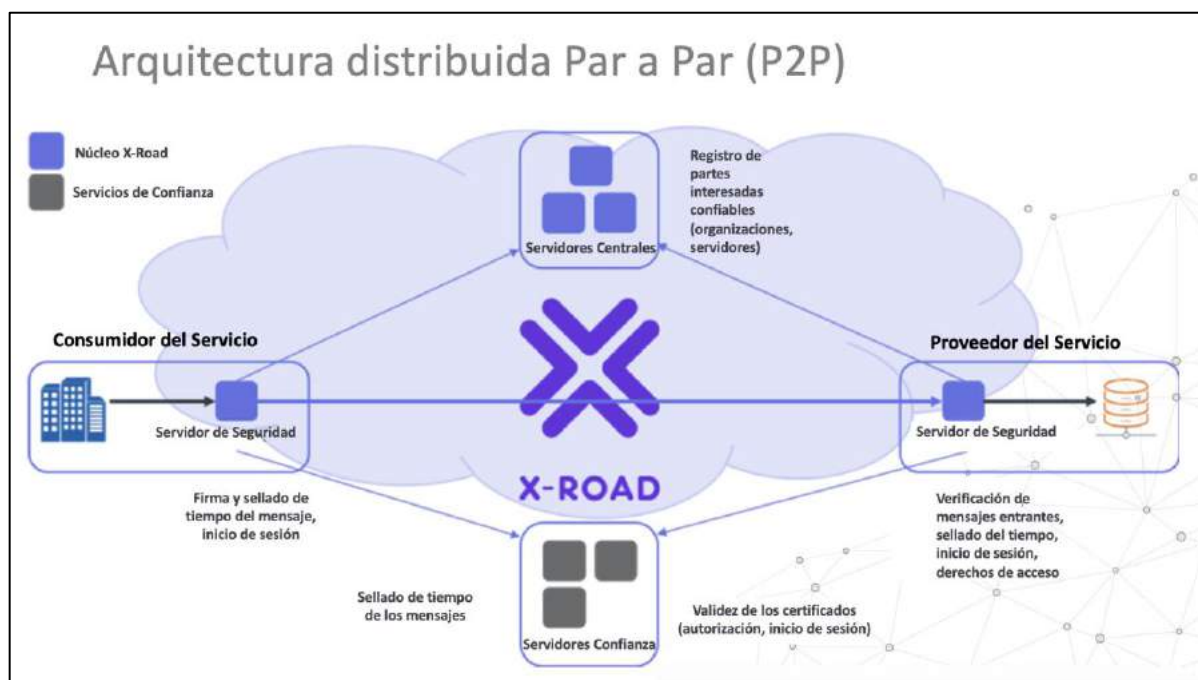 Arquitectura distribuida Par a Par (P2P)
Núcleo X-Road
Servicios de Confianza
Registro de
partes
interesadas
confiables
(organizaciones,
servidores)
Servidores Centrales
Consumidor del Servicio
Proveedor del Servicio
Servidor de Seguridad
Servidor de Seguridad
X-ROAD
Firma y sellado de
tiempo del mensaje,
inicio de sesión
Verificación de
mensajes entrantes,
sellado del tiempo,
inicio de sesión,
derechos de acceso
Sellado de tiempo
de los mensajes
Validez de los certificados
(autorización, inicio de sesión)
Servidores Confianza